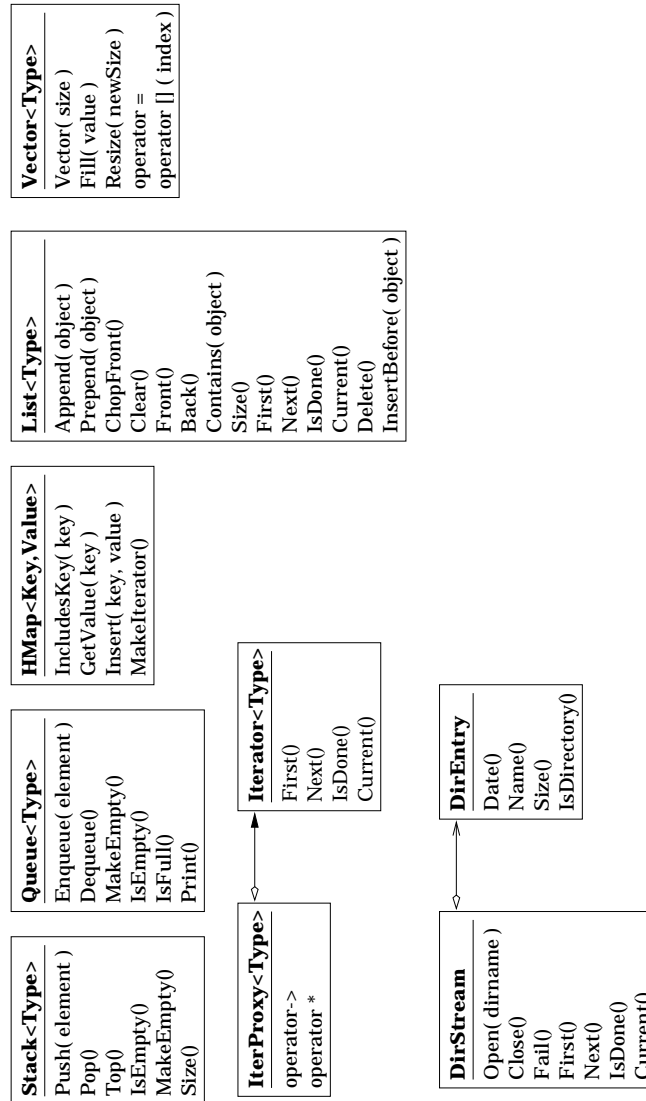 Stack<Type>
Push( element )
Pop()
Top()
IsEmpty()
MakeEmpty()
Size()
Queue<Type>
Enqueue( element )
Dequeue()
MakeEmpty()
IsEmpty()
IsFull()
Print()
HMap<Key,Value>
IncludesKey( key )
GetValue( key )
Insert( key, value )
MakeIterator()
List<Type>
Append( object )
Prepend( object )
ChopFront()
Clear()
Front()
Back()
Contains( object )
Size()
First()
Next()
IsDone()
Current()
Delete()
InsertBefore( object )
Vector<Type>
Vector( size )
Fill( value )
Resize( newSize )
operator =
operator [] ( index )
IterProxy<Type>
operator->
operator *
Iterator<Type>
First()
Next()
IsDone()
Current()
DirStream
Open( dirname )
Close()
Fail()
First()
Next()
IsDone()
Current()
DirEntry
Date()
Name()
Size()
IsDirectory()